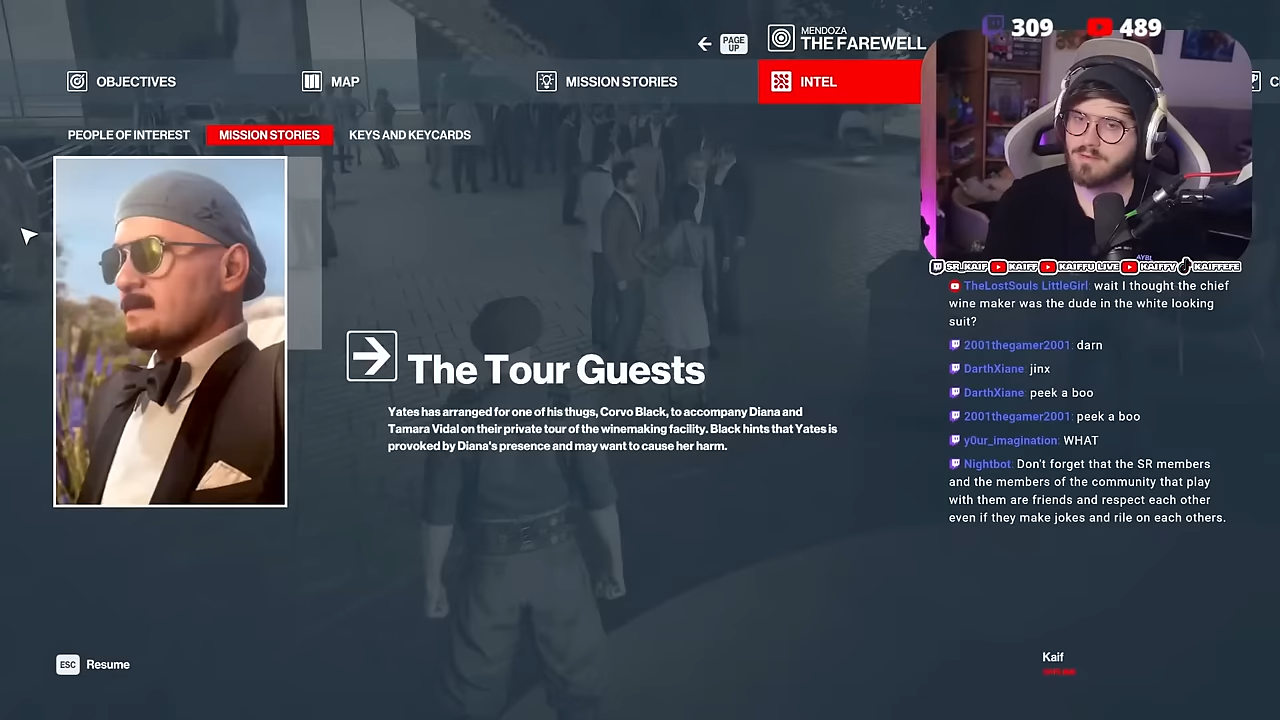 309
489
PAGE UP
MENDOZA
THE FAREWELL
OBJECTIVES
MAP
MISSION STORIES
INTEL
C
PEOPLE OF INTEREST
MISSION STORIES
KEYS AND KEYCARDS
SR_KAIF KAIFF KAIFFU LIVE KAIFFY KAIFFEFE
TheLostSouls LittleGirl: wait I thought the chief
wine maker was the dude in the white looking
suit?
2001thegamer2001: darn
DarthXiane: jinx
DarthXiane: peek a boo
2001thegamer2001: peek a boo
y0ur_imagination: WHAT
Nightbot: Don't forget that the SR members
and the members of the community that play
with them are friends and respect each other
even if they make jokes and rile on each others.
The Tour Guests
Yates has arranged for one of his thugs, Corvo Black, to accompany Diana and
Tamara Vidal on their private tour of the winemaking facility. Black hints that Yates is
provoked by Diana's presence and may want to cause her harm.
ESC Resume
Kaif